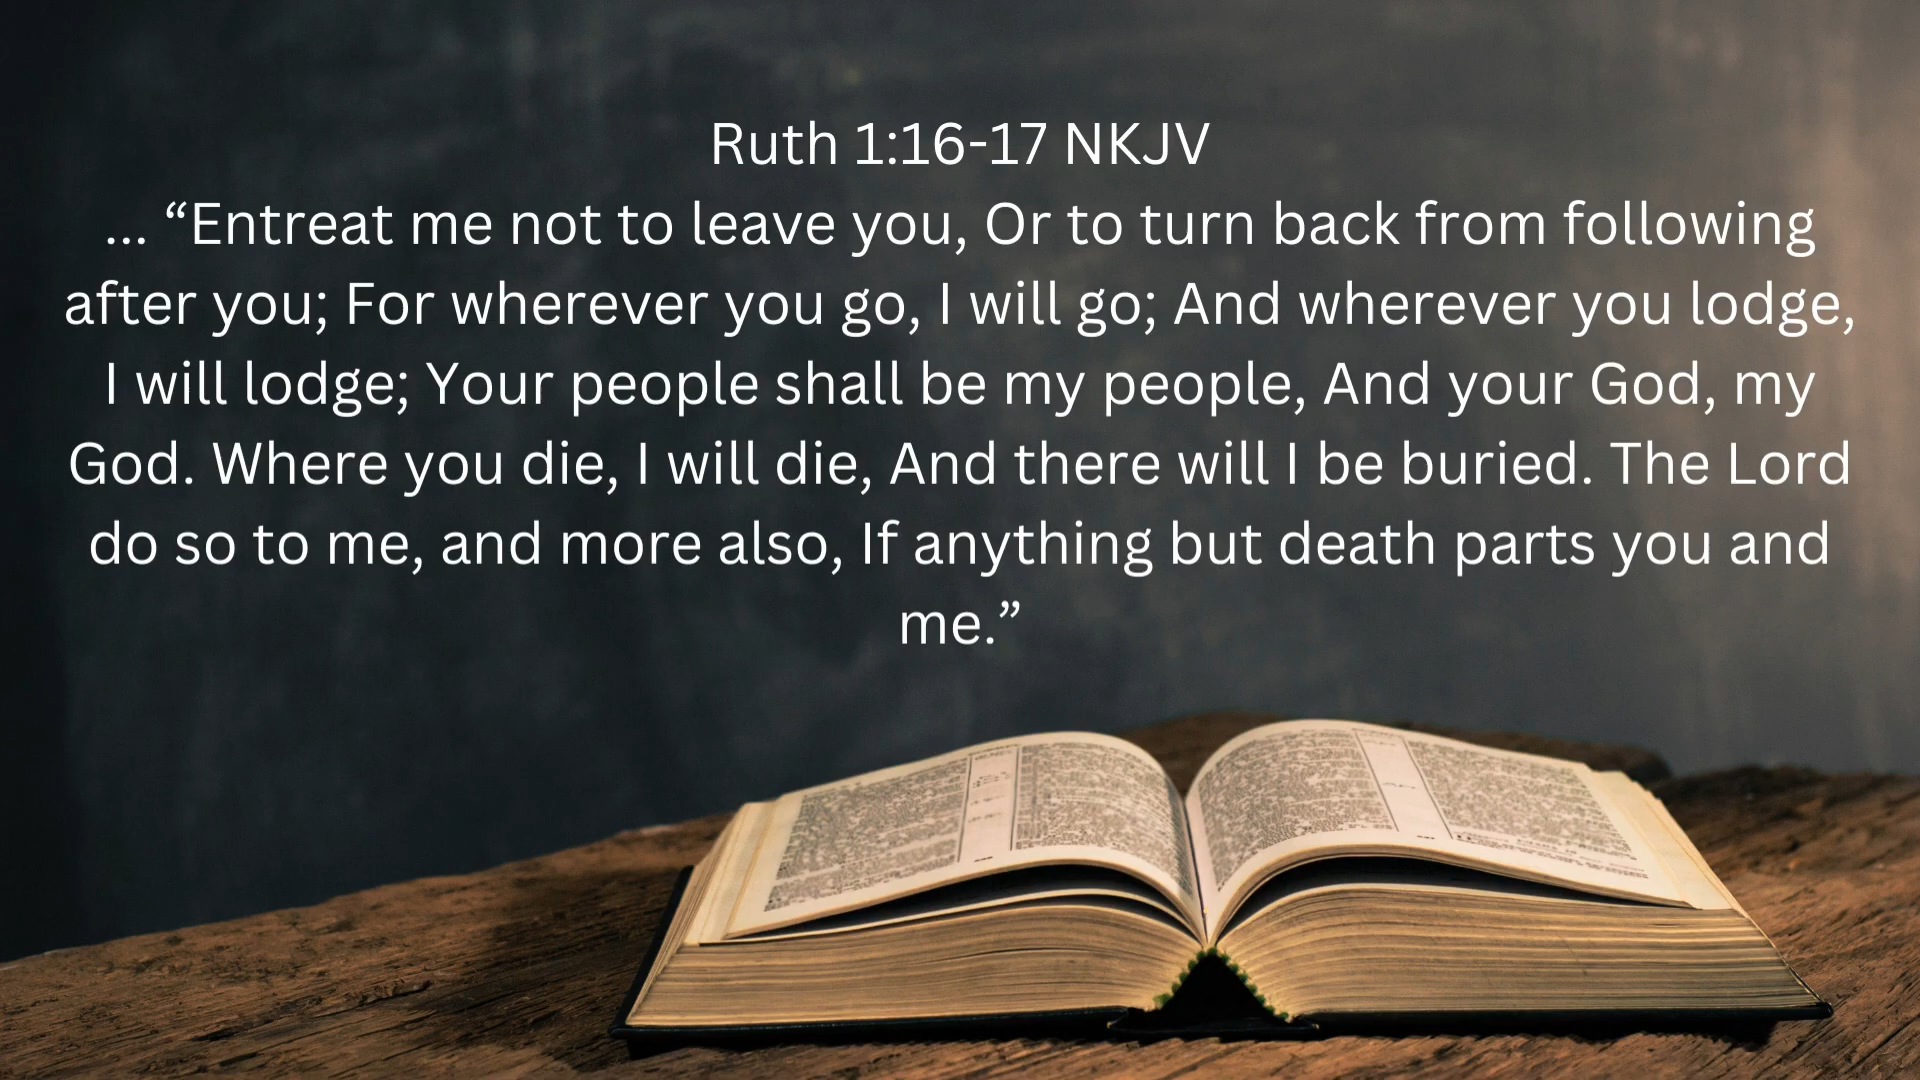 Ruth 1:16-17 NKJV
... “Entreat me not to leave you, Or to turn back from following
after you; For wherever you go, I will go; And wherever you lodge,
I will lodge; Your people shall be my people, And your God, my
God. Where you die, I will die, And there will I be buried. The Lord
do so to me, and more also, If anything but death parts you and
me.”